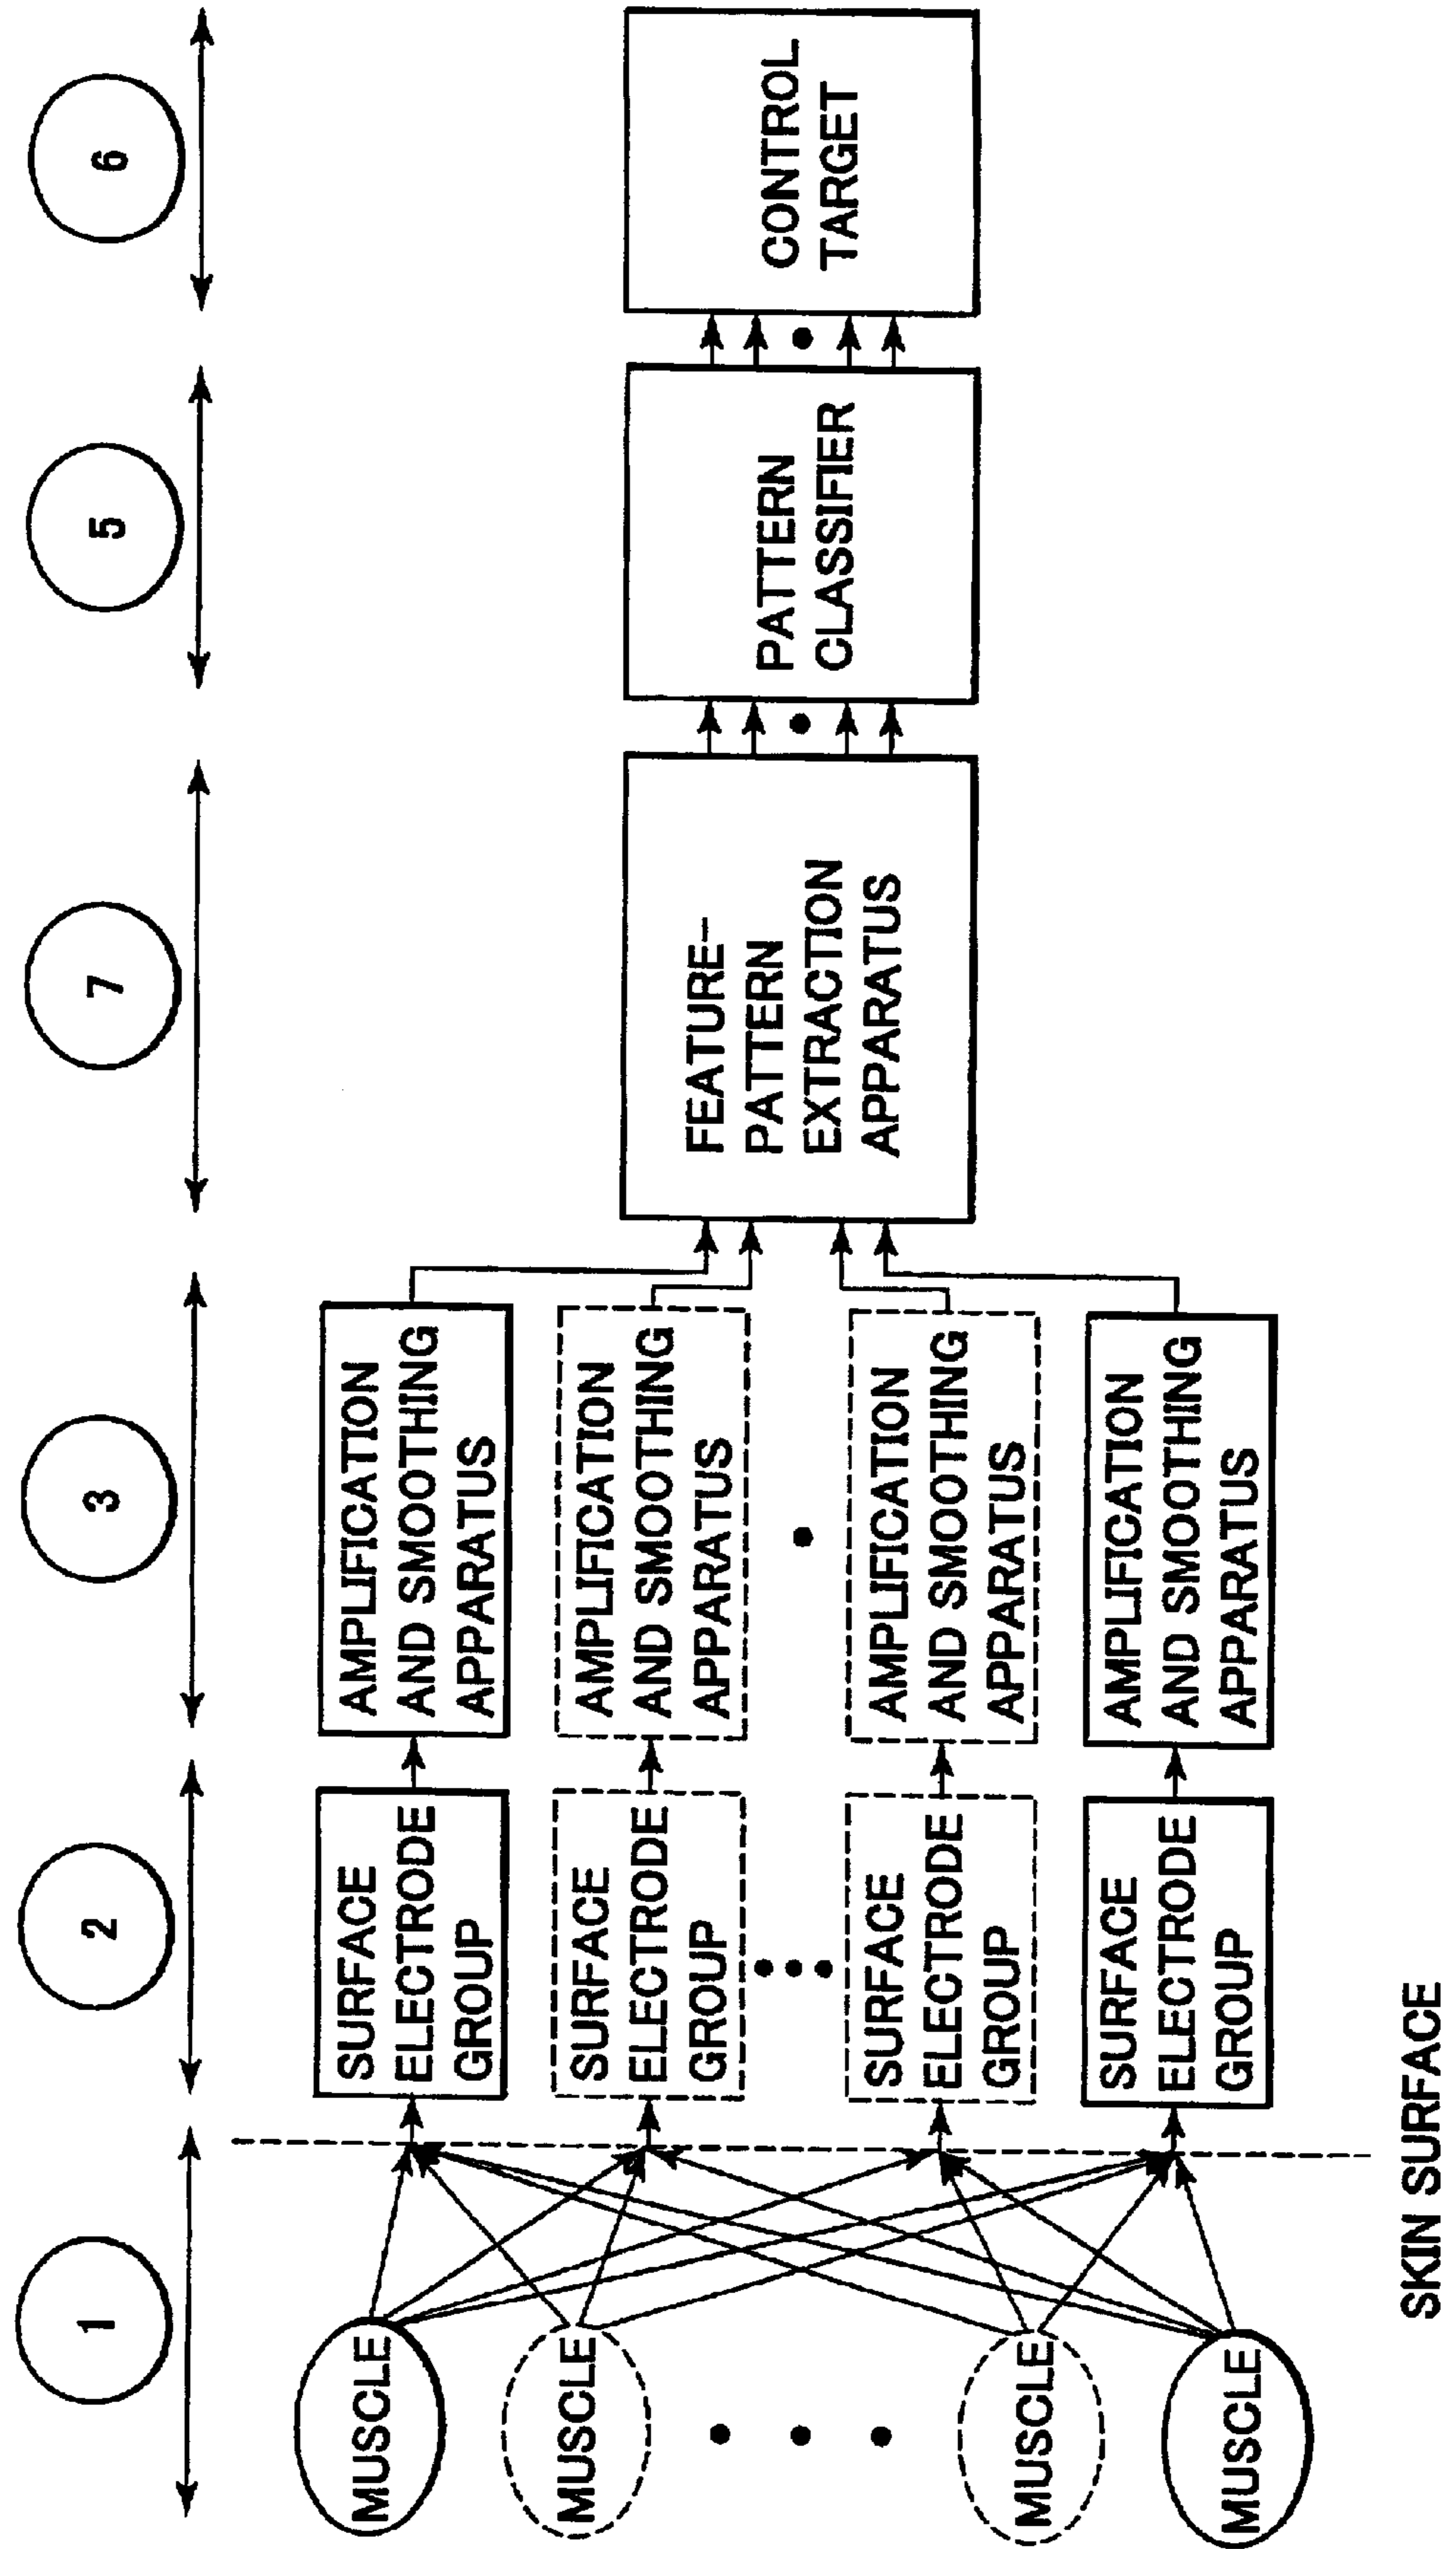 1
2
3
7
5
6
MUSCLE
MUSCLE
MUSCLE
MUSCLE
SURFACE
ELECTRODE
GROUP
SURFACE
ELECTRODE
GROUP
SURFACE
ELECTRODE
GROUP
SURFACE
ELECTRODE
GROUP
AMPLIFICATION
AND SMOOTHING
APPARATUS
AMPLIFICATION
AND SMOOTHING
APPARATUS
AMPLIFICATION
AND SMOOTHING
APPARATUS
AMPLIFICATION
AND SMOOTHING
APPARATUS
FEATURE-
PATTERN
EXTRACTION
APPARATUS
PATTERN
CLASSIFIER
CONTROL
TARGET
SKIN SURFACE